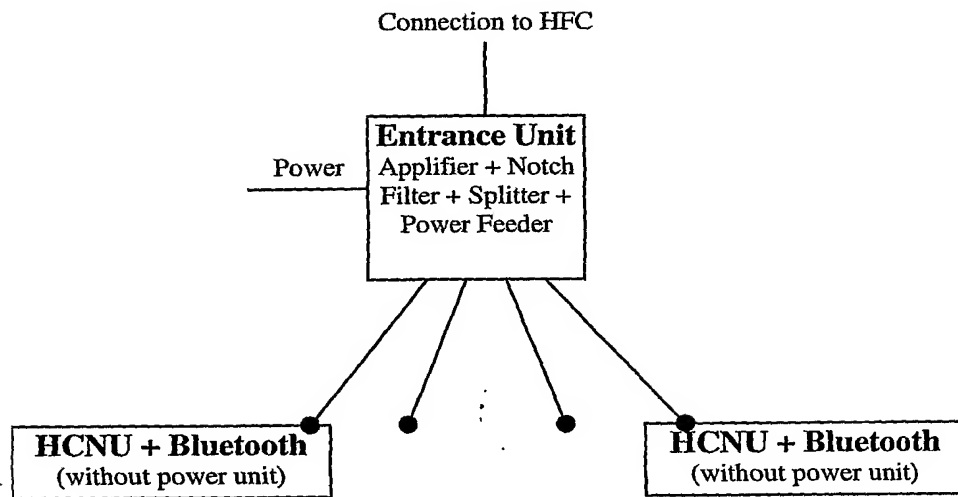 Connection to HFC
Entrance Unit
Power
Applifier + Notch
Filter + Splitter +
Power Feeder
HCNU + Bluetooth
(without power unit)
HCNU + Bluetooth
(without power unit)